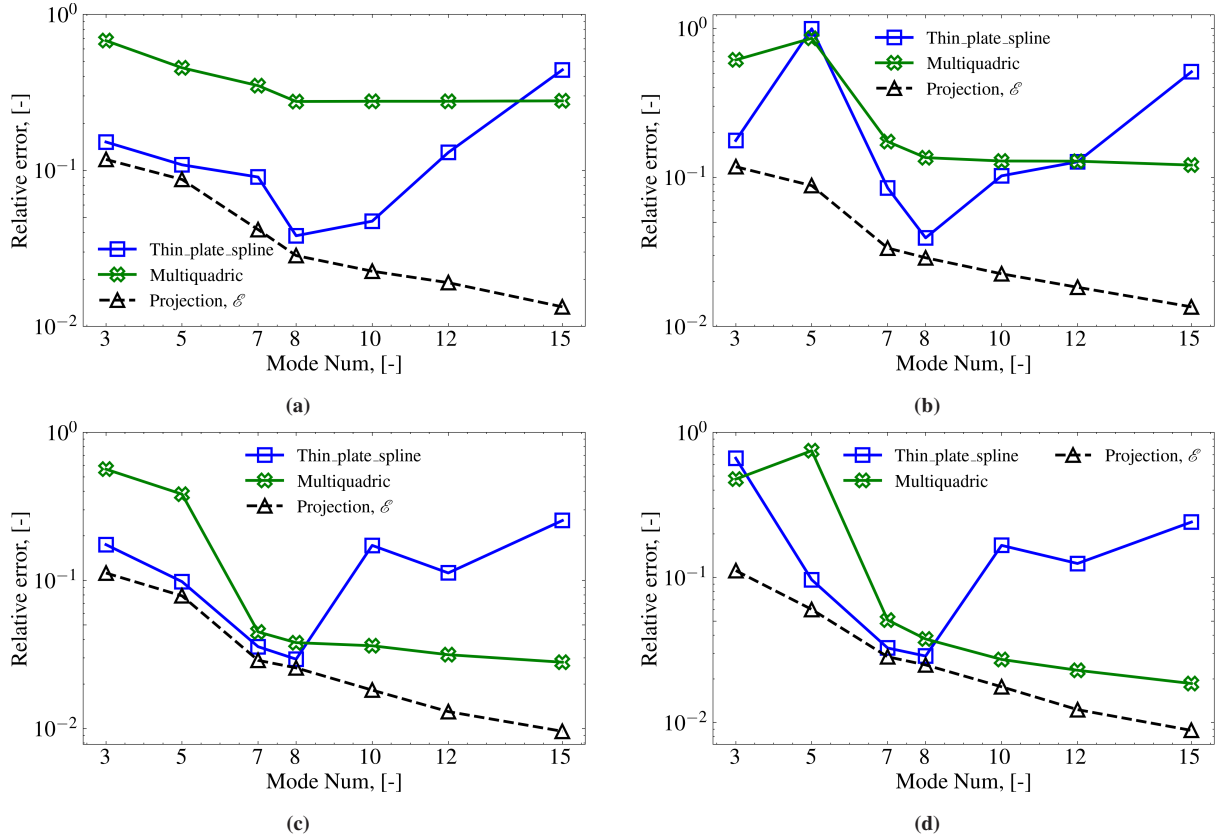 10^0
10^-1
10^-2
Relative error, [-]
Thin_plate_spline
Multiquadric
Projection, ℰ
3 5 7 8 10 12 15
Mode Num, [-]
(a)
10^0
10^-1
10^-2
Relative error, [-]
Thin_plate_spline
Multiquadric
Projection, ℰ
3 5 7 8 10 12 15
Mode Num, [-]
(b)
10^0
10^-1
10^-2
Relative error, [-]
Thin_plate_spline
Multiquadric
Projection, ℰ
3 5 7 8 10 12 15
Mode Num, [-]
(c)
10^0
10^-1
10^-2
Relative error, [-]
Thin_plate_spline
Multiquadric
Projection, ℰ
3 5 7 8 10 12 15
Mode Num, [-]
(d)